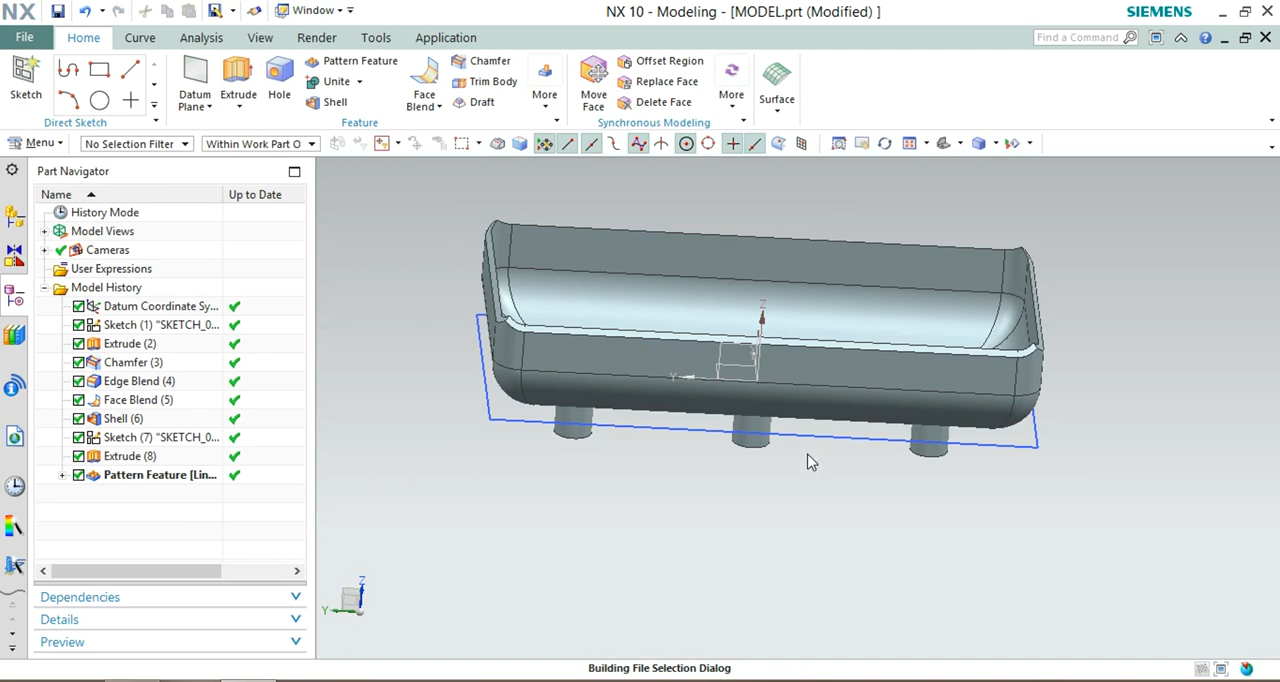 NX
Window
NX 10 - Modeling - [MODEL.prt (Modified) ]
SIEMENS
File
Home
Curve
Analysis
View
Render
Tools
Application
Find a Command
Sketch
Direct Sketch
Datum
Plane
Extrude
Hole
Pattern Feature
Unite
Shell
Face
Blend
Chamfer
Trim Body
Draft
More
Feature
Move
Face
Offset Region
Replace Face
Delete Face
More
Synchronous Modeling
Surface
Menu
No Selection Filter
Within Work Part O
Part Navigator
Name
Up to Date
History Mode
Model Views
Cameras
User Expressions
Model History
Datum Coordinate Sy...
Sketch (1) "SKETCH_0...
Extrude (2)
Chamfer (3)
Edge Blend (4)
Face Blend (5)
Shell (6)
Sketch (7) "SKETCH_0...
Extrude (8)
Pattern Feature [Lin...
Dependencies
Details
Preview
Z
Y
Z
Y
Building File Selection Dialog